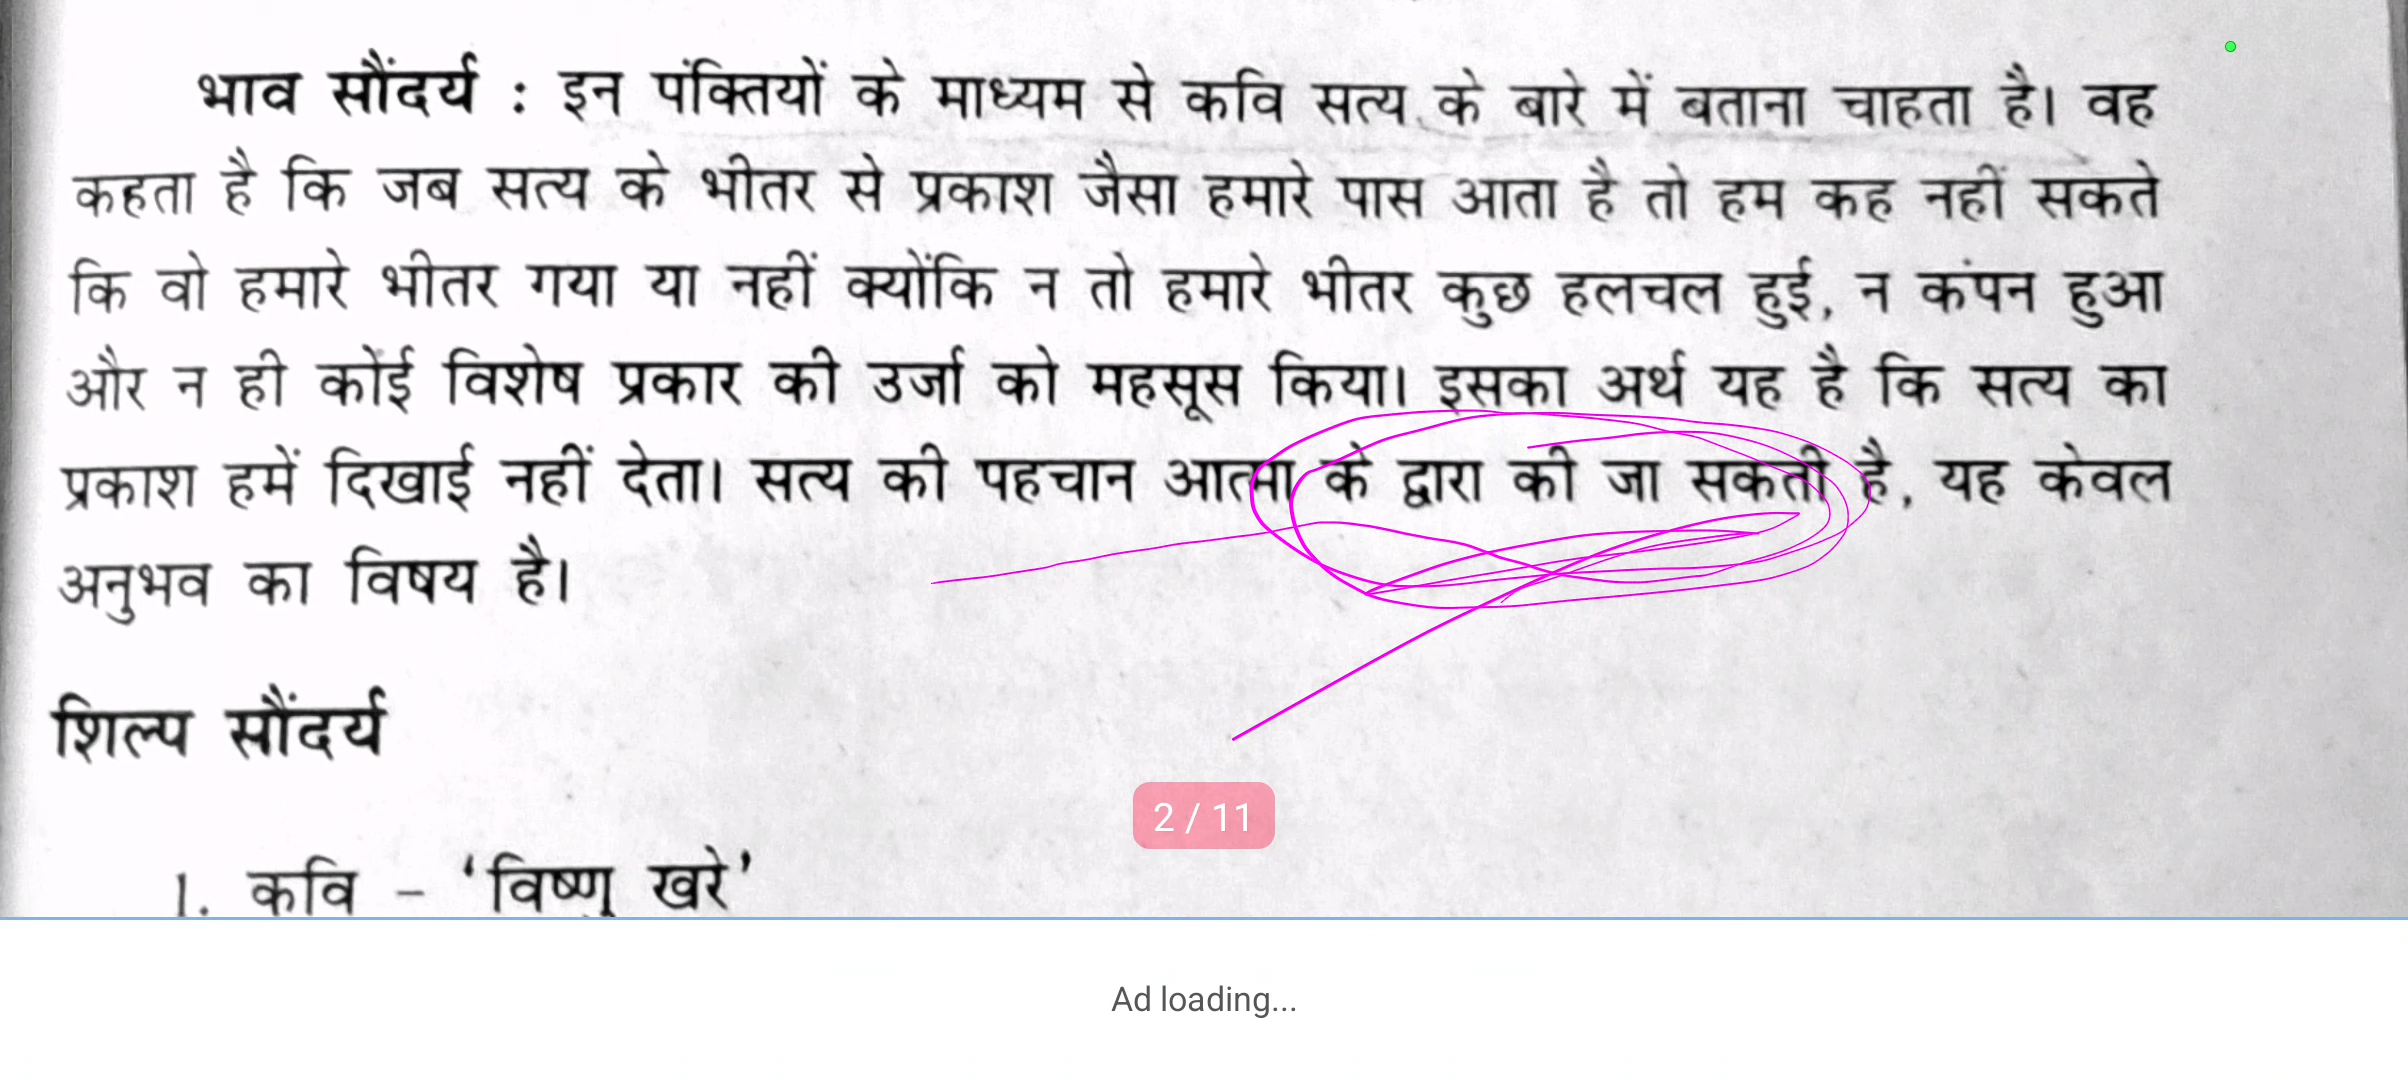 भाव सौंदर्य : इन पंक्तियों के माध्यम से कवि सत्य के बारे में बताना चाहता है। वह
कहता है कि जब सत्य के भीतर से प्रकाश जैसा हमारे पास आता है तो हम कह नहीं सकते
कि वो हमारे भीतर गया या नहीं क्योंकि न तो हमारे भीतर कुछ हलचल हुई, न कंपन हुआ
और न ही कोई विशेष प्रकार की उर्जा को महसूस किया। इसका अर्थ यह है कि सत्य का
प्रकाश हमें दिखाई नहीं देता। सत्य की पहचान आत्मा के द्वारा की जा सकती है, यह केवल
अनुभव का विषय है।
शिल्प सौंदर्य
1. कवि - 'विष्णु खरे'
2 / 11
Ad loading...